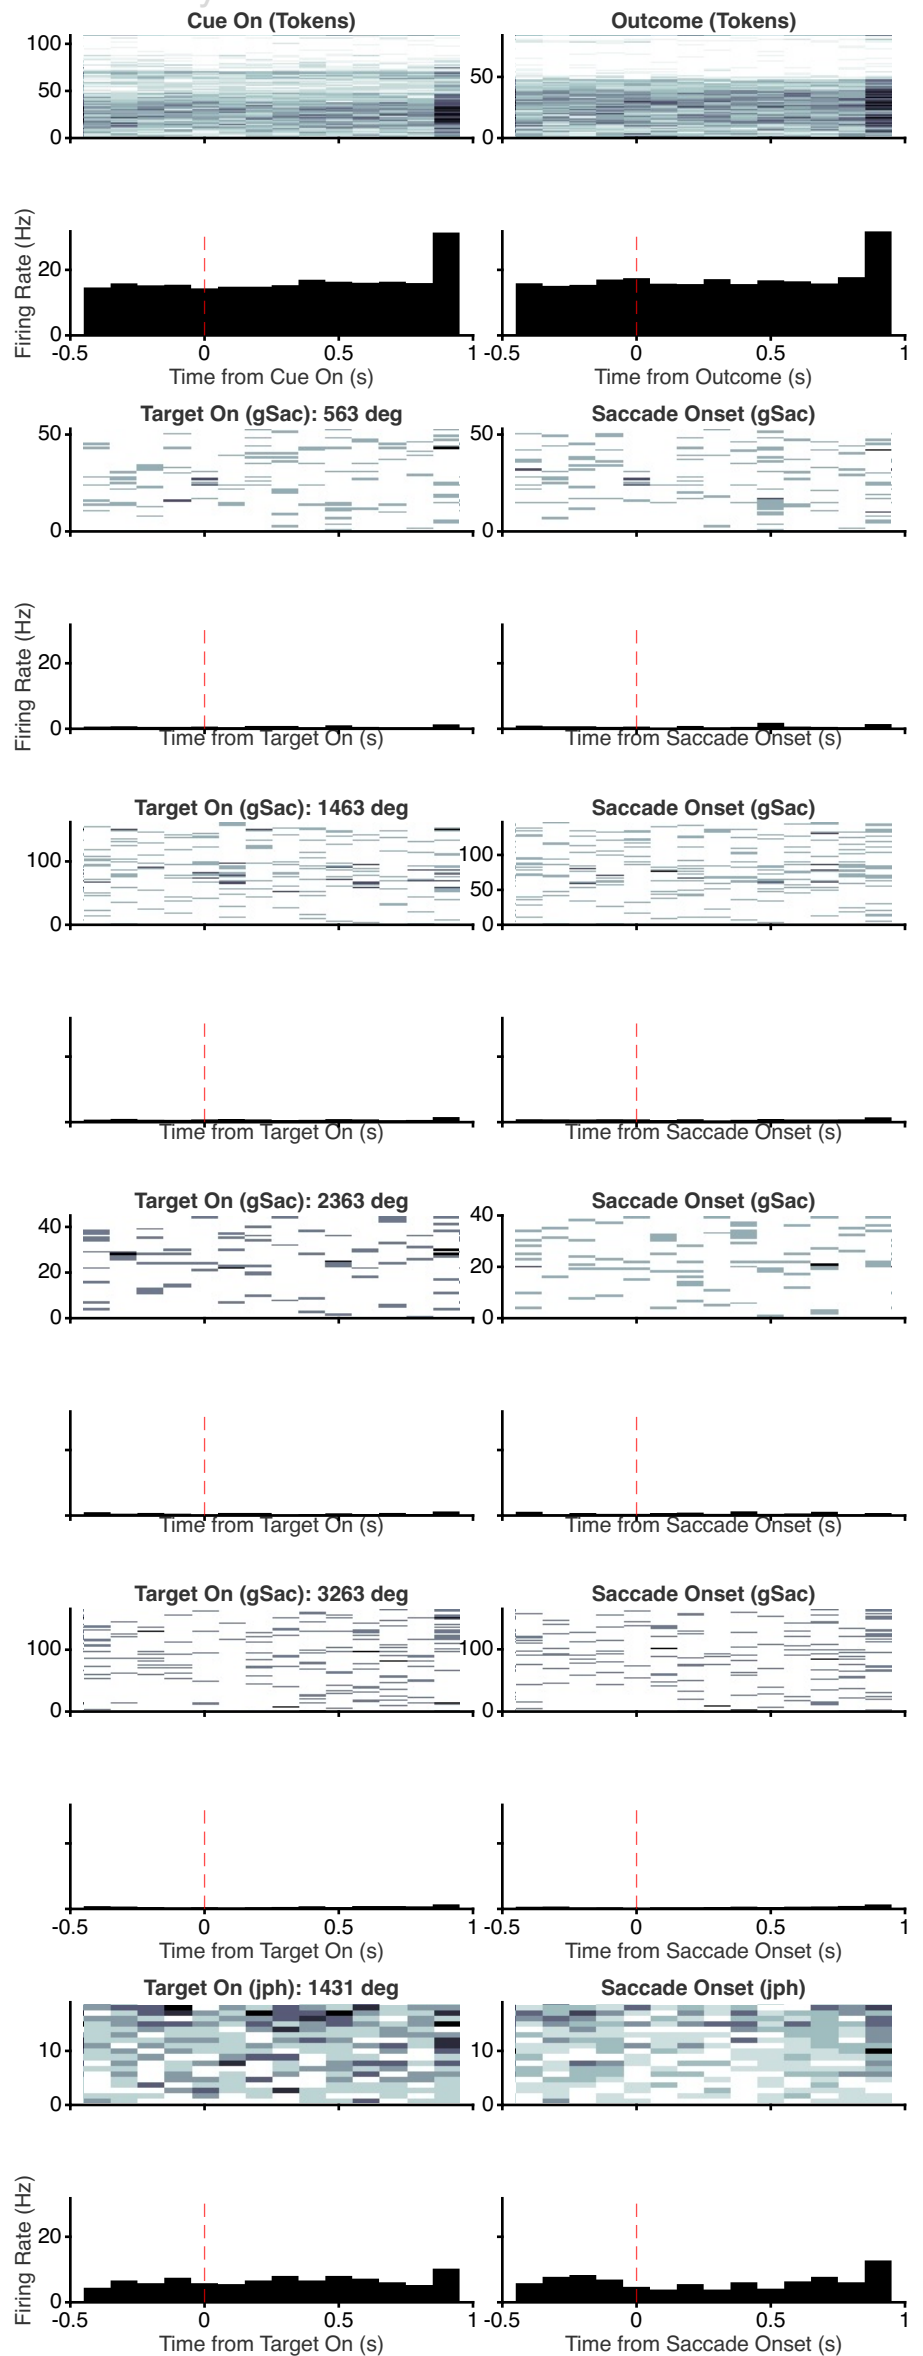 Cue On (Tokens)
Outcome (Tokens)
100
50
0
50
0
Firing Rate (Hz)
20
0
-0.5 0 0.5 1
-0.5 0 0.5 1
Time from Cue On (s)
Time from Outcome (s)
Target On (gSac): 563 deg
Saccade Onset (gSac)
50
0
50
0
Firing Rate (Hz)
20
0
Time from Target On (s)
Time from Saccade Onset (s)
Target On (gSac): 1463 deg
Saccade Onset (gSac)
100
0
100
50
0
Time from Target On (s)
Time from Saccade Onset (s)
Target On (gSac): 2363 deg
Saccade Onset (gSac)
40
20
0
40
20
0
Time from Target On (s)
Time from Saccade Onset (s)
Target On (gSac): 3263 deg
Saccade Onset (gSac)
100
0
100
0
-0.5 0 0.5 1
-0.5 0 0.5 1
Time from Target On (s)
Time from Saccade Onset (s)
Target On (jph): 1431 deg
Saccade Onset (jph)
10
0
10
0
Firing Rate (Hz)
20
0
-0.5 0 0.5 1
-0.5 0 0.5 1
Time from Target On (s)
Time from Saccade Onset (s)